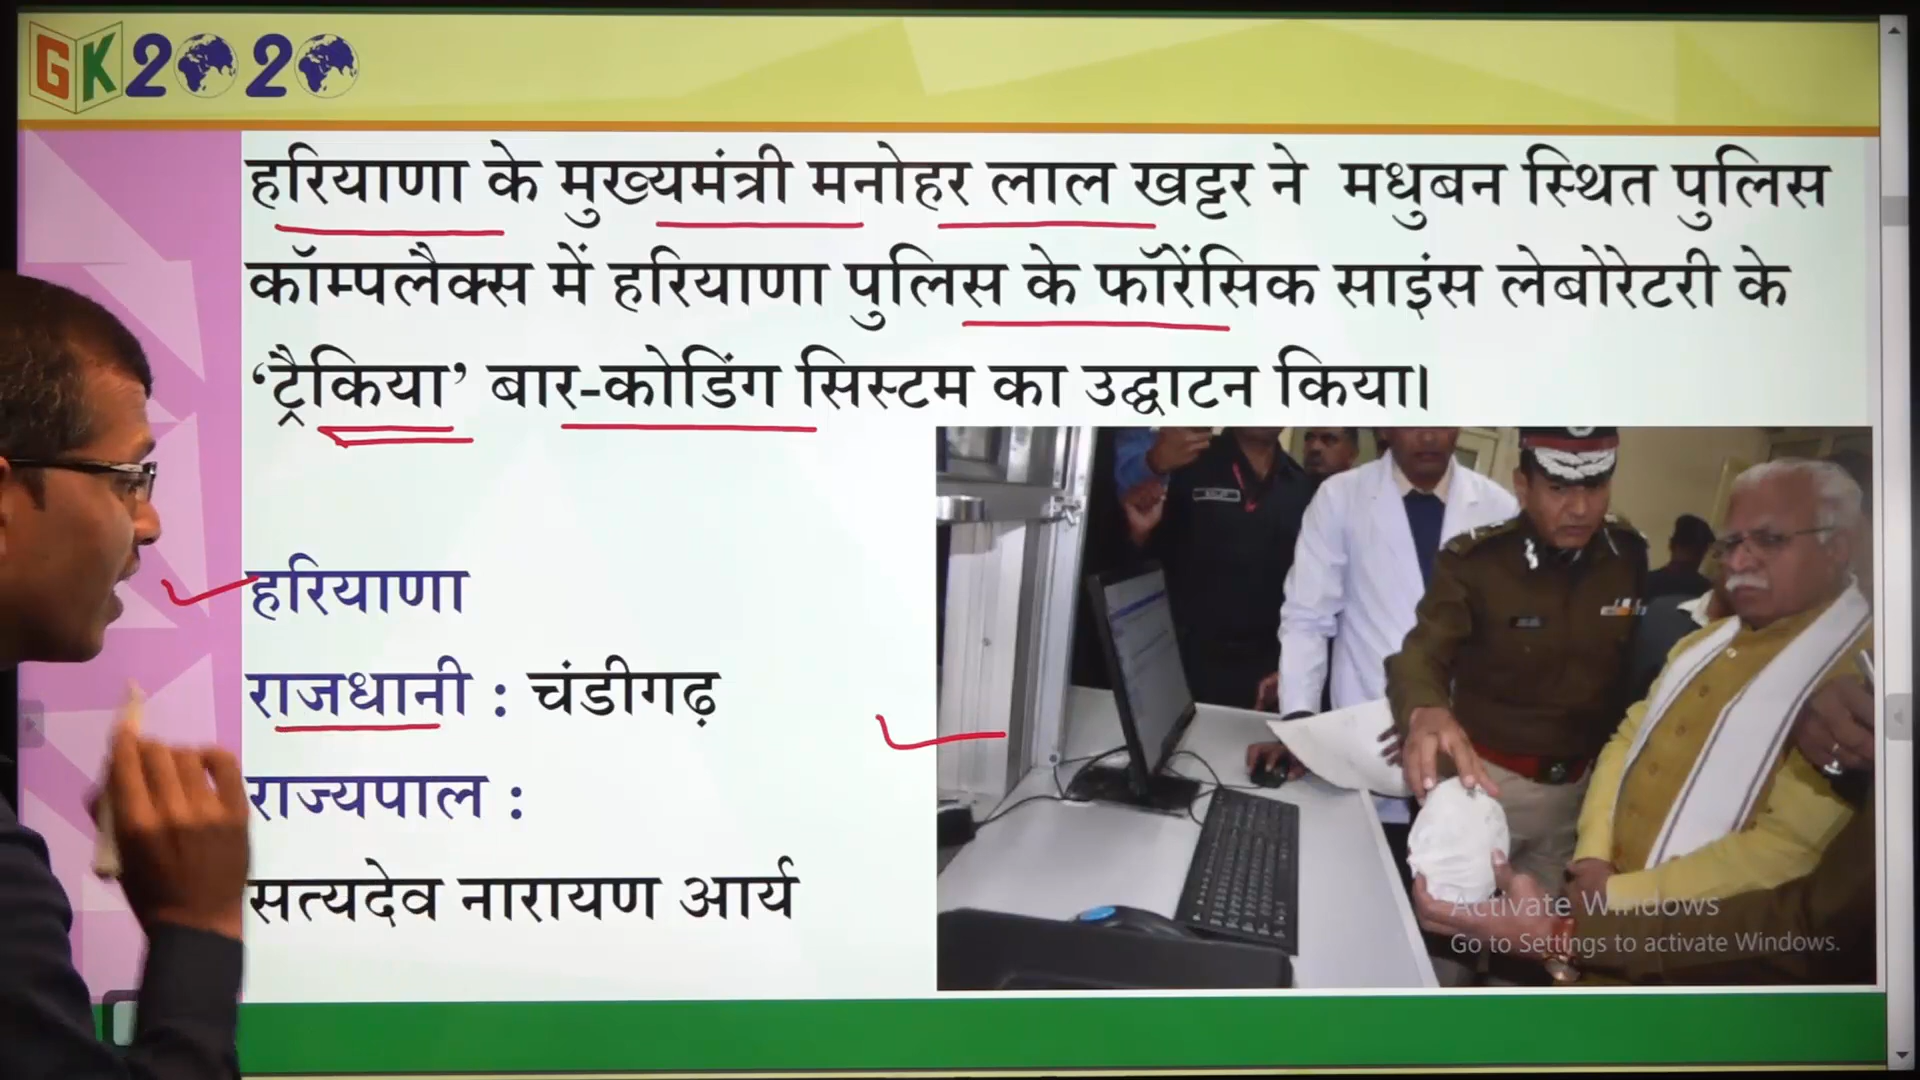 GK2020
हरियाणा के मुख्यमंत्री मनोहर लाल खट्टर ने मधुबन स्थित पुलिस
कॉम्पलैक्स में हरियाणा पुलिस के फॉरेंसिक साइंस लेबोरेटरी के
‘ट्रैकिया’ बार-कोडिंग सिस्टम का उद्घाटन किया।
हरियाणा
राजधानी : चंडीगढ़
राज्यपाल :
सत्यदेव नारायण आर्य
Activate Windows
Go to Settings to activate Windows.